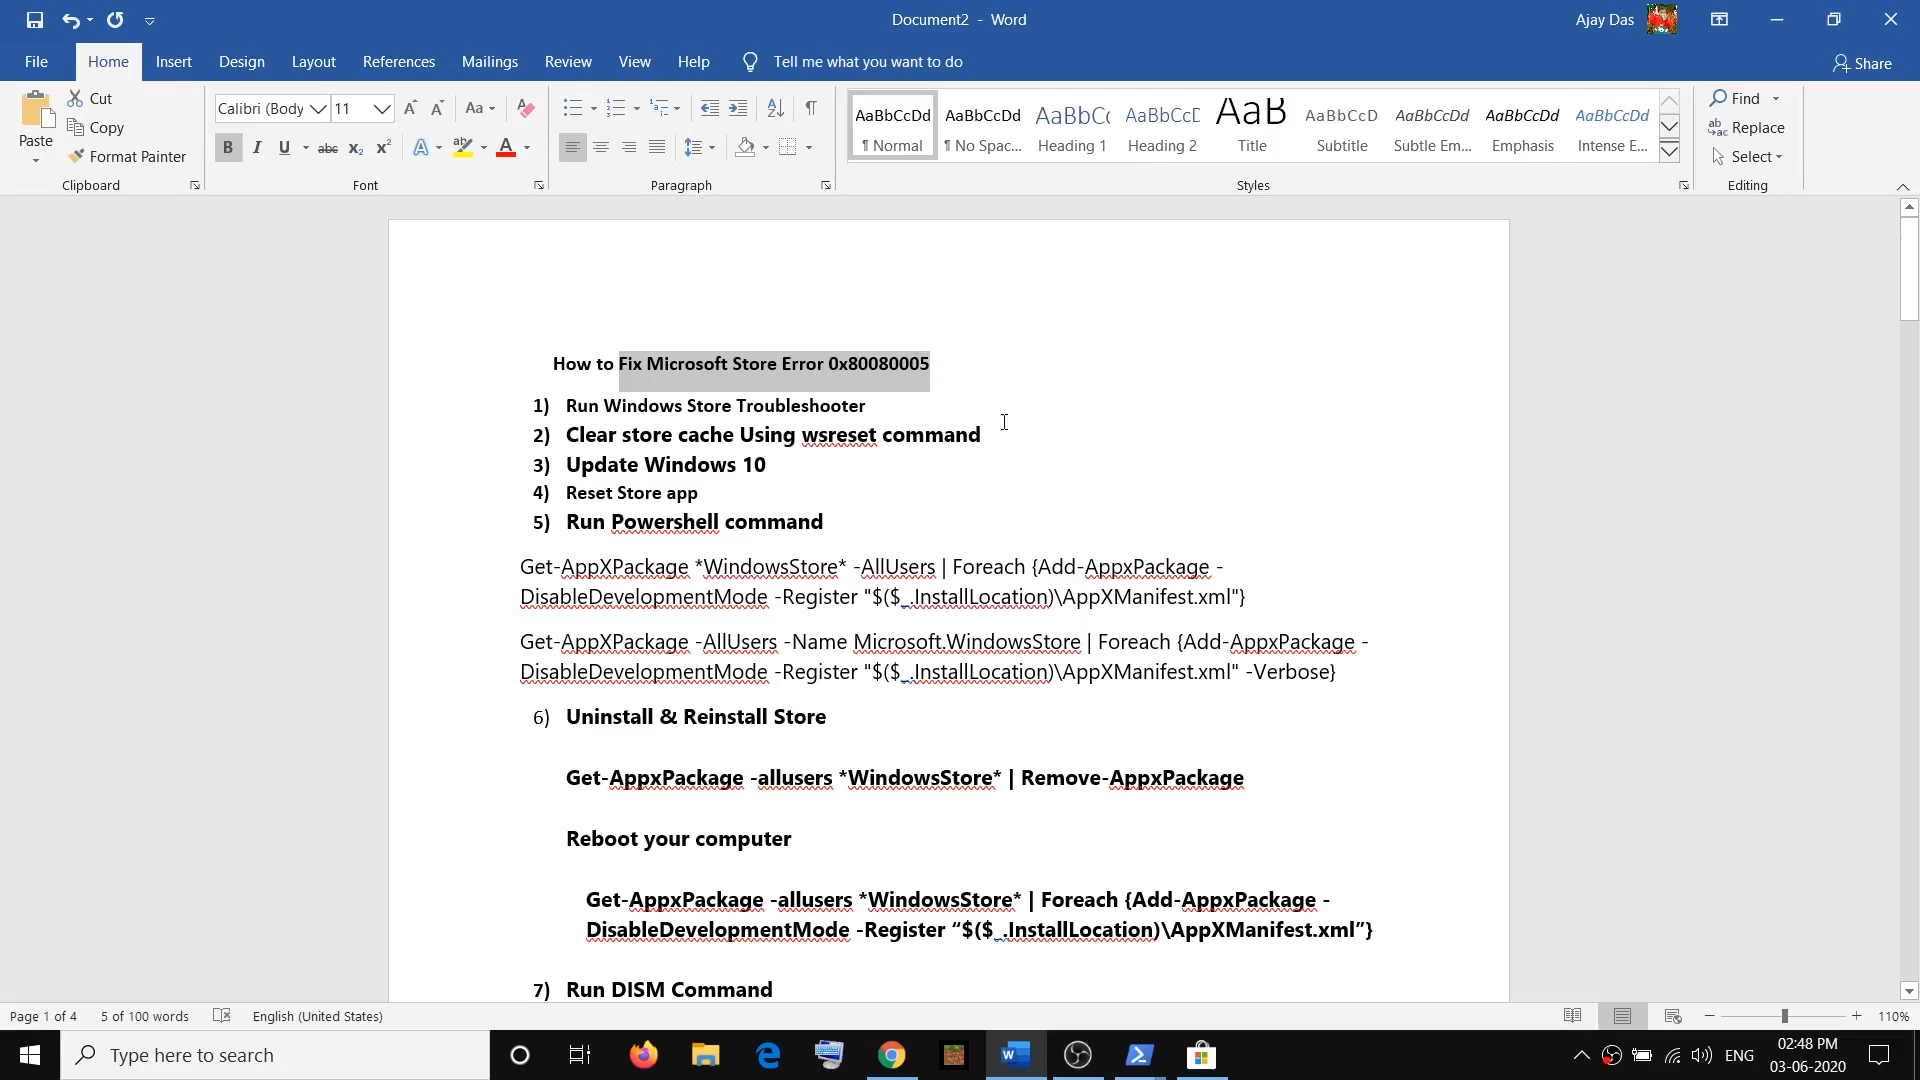 Document2 - Word
Ajay Das
File Home Insert Design Layout References Mailings Review View Help Tell me what you want to do
Share
Paste
Cut
Copy
Format Painter
Clipboard
Calibri (Body 11
Font
Paragraph
AaBbCcDd AaBbCcDd AaBbCc AaBbCcD AaB AaBbCcD AaBbCcDd AaBbCcDd AaBbCcDd
¶ Normal ¶ No Spac... Heading 1 Heading 2 Title Subtitle Subtle Em... Emphasis Intense E...
Styles
Find
Replace
Select
Editing
How to Fix Microsoft Store Error 0x80080005
1) Run Windows Store Troubleshooter
2) Clear store cache Using wsreset command
3) Update Windows 10
4) Reset Store app
5) Run Powershell command
Get-AppXPackage *WindowsStore* -AllUsers | Foreach {Add-AppxPackage -
DisableDevelopmentMode -Register "$($_.InstallLocation)\AppXManifest.xml"}
Get-AppXPackage -AllUsers -Name Microsoft.WindowsStore | Foreach {Add-AppxPackage -
DisableDevelopmentMode -Register "$($_.InstallLocation)\AppXManifest.xml" -Verbose}
6) Uninstall & Reinstall Store
Get-AppxPackage -allusers *WindowsStore* | Remove-AppxPackage
Reboot your computer
Get-AppxPackage -allusers *WindowsStore* | Foreach {Add-AppxPackage -
DisableDevelopmentMode -Register “$($_.InstallLocation)\AppXManifest.xml”}
7) Run DISM Command
Page 1 of 4 5 of 100 words English (United States) 110%
Type here to search
ENG
02:48 PM
03-06-2020